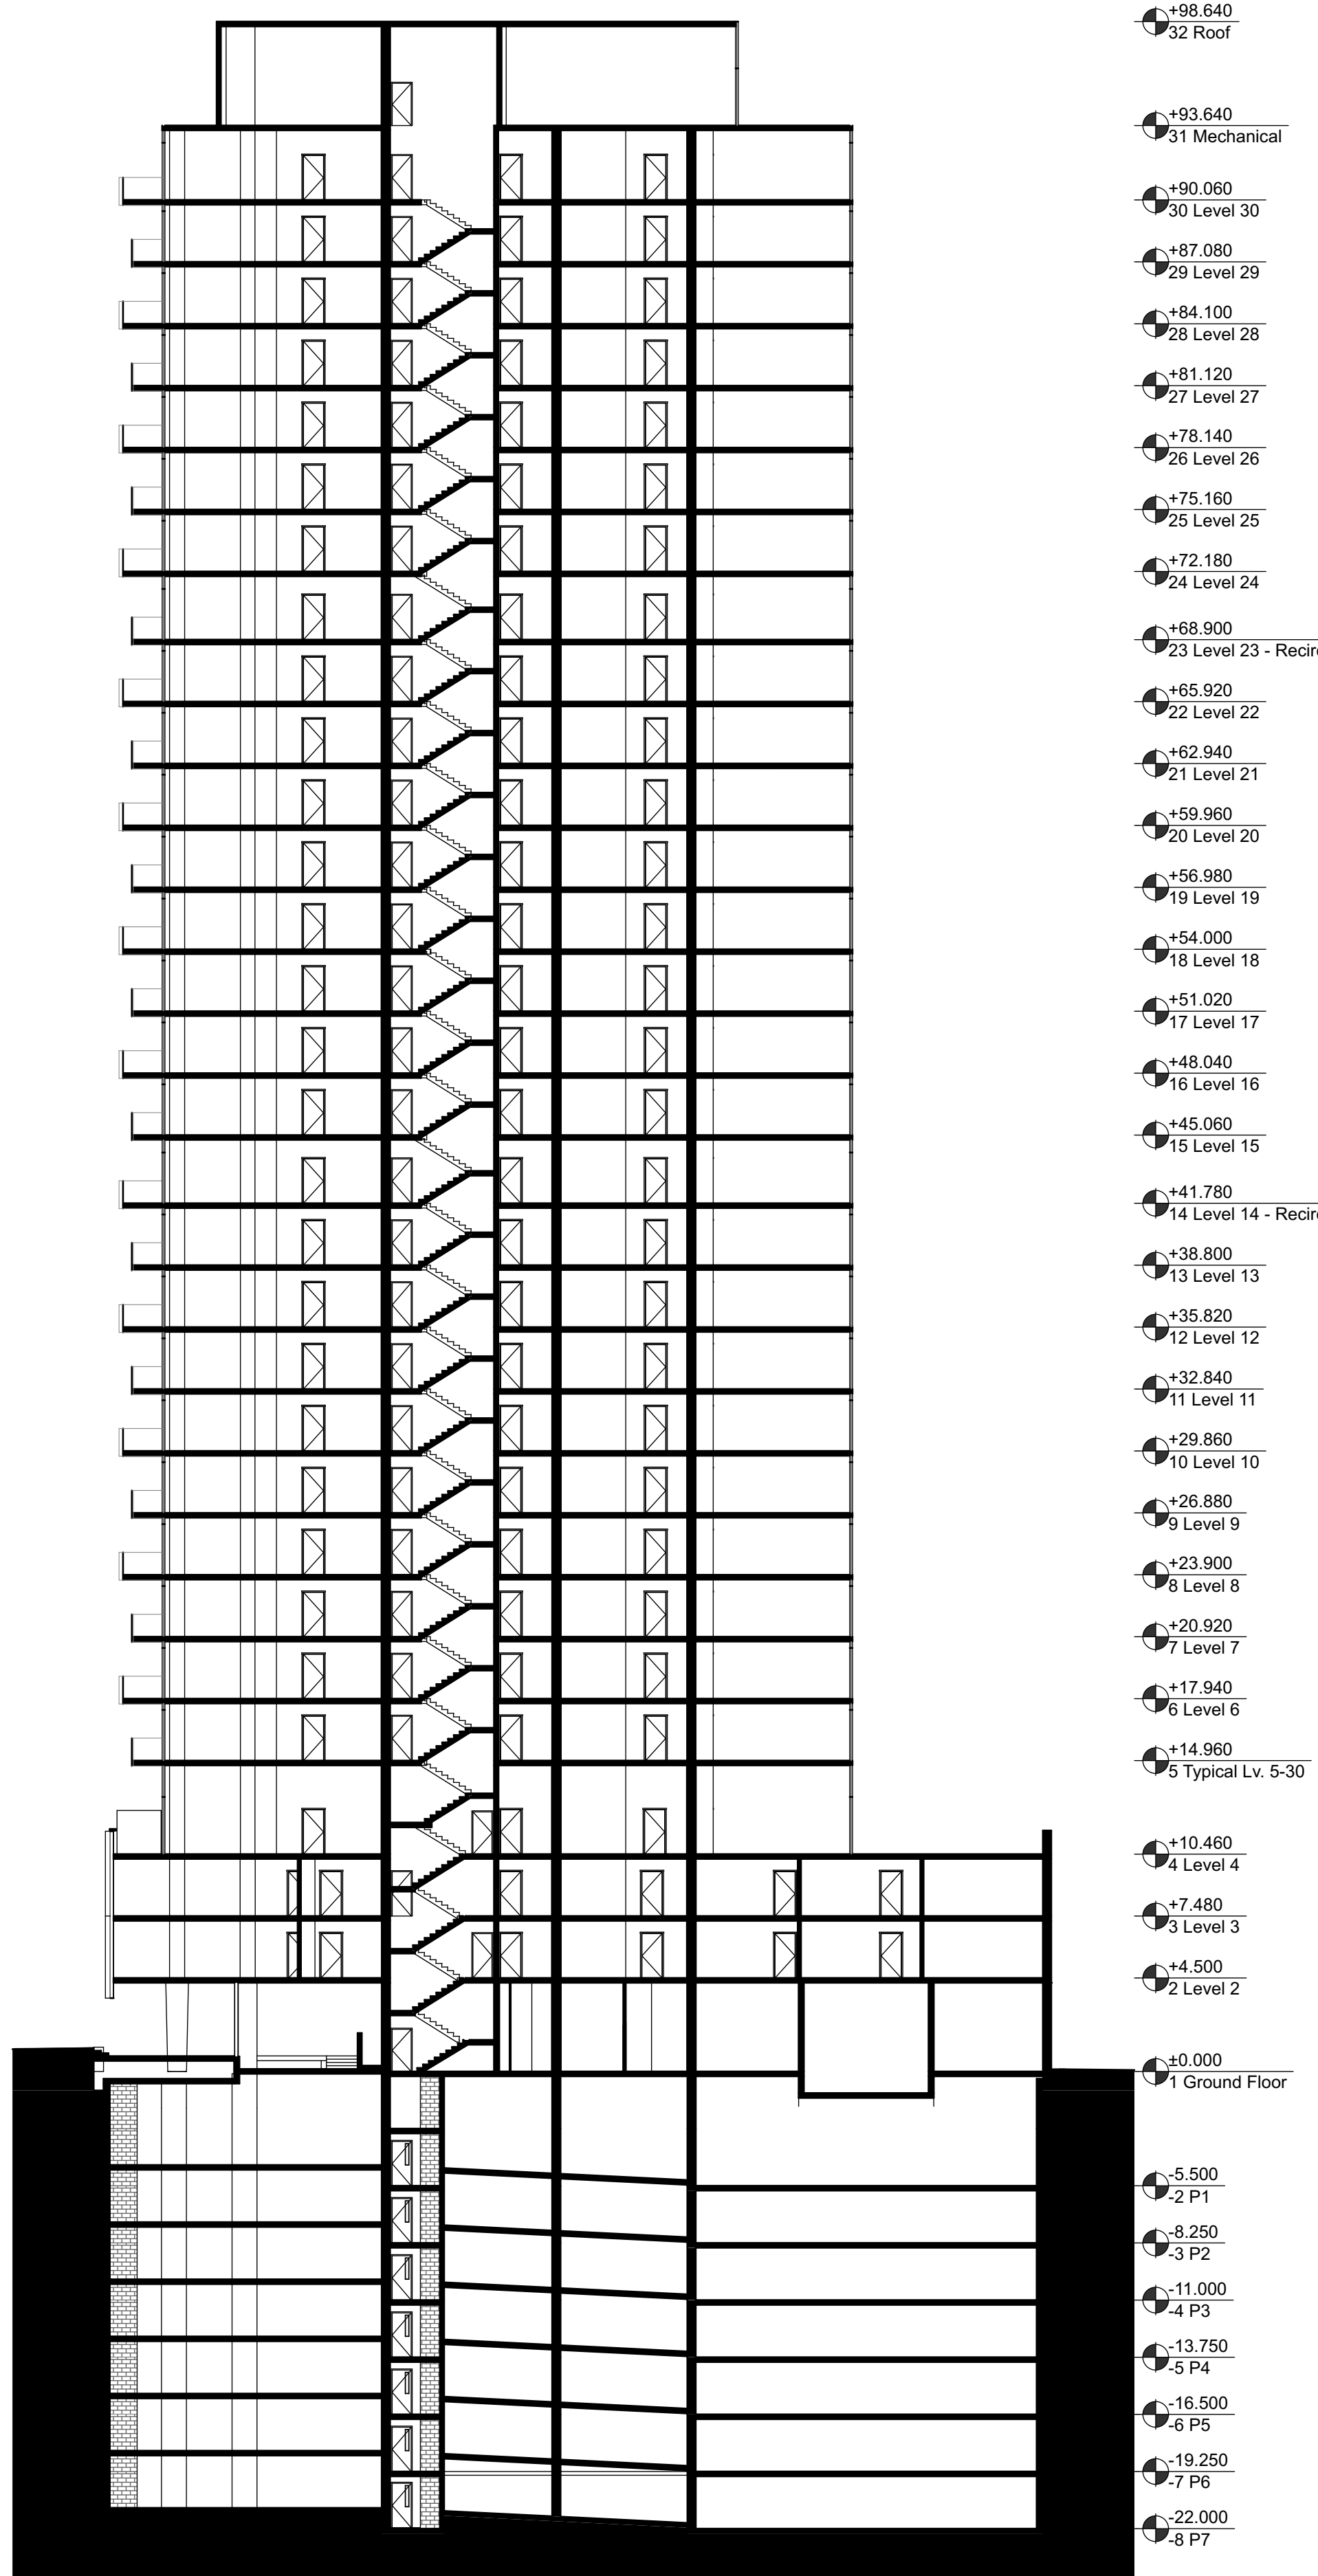 +98.640
32 Roof
+93.640
31 Mechanical
+90.060
30 Level 30
+87.080
29 Level 29
+84.100
28 Level 28
+81.120
27 Level 27
+78.140
26 Level 26
+75.160
25 Level 25
+72.180
24 Level 24
+68.900
23 Level 23 - Recir
+65.920
22 Level 22
+62.940
21 Level 21
+59.960
20 Level 20
+56.980
19 Level 19
+54.000
18 Level 18
+51.020
17 Level 17
+48.040
16 Level 16
+45.060
15 Level 15
+41.780
14 Level 14 - Recir
+38.800
13 Level 13
+35.820
12 Level 12
+32.840
11 Level 11
+29.860
10 Level 10
+26.880
9 Level 9
+23.900
8 Level 8
+20.920
7 Level 7
+17.940
6 Level 6
+14.960
5 Typical Lv. 5-30
+10.460
4 Level 4
+7.480
3 Level 3
+4.500
2 Level 2
±0.000
1 Ground Floor
-5.500
-2 P1
-8.250
-3 P2
-11.000
-4 P3
-13.750
-5 P4
-16.500
-6 P5
-19.250
-7 P6
-22.000
-8 P7